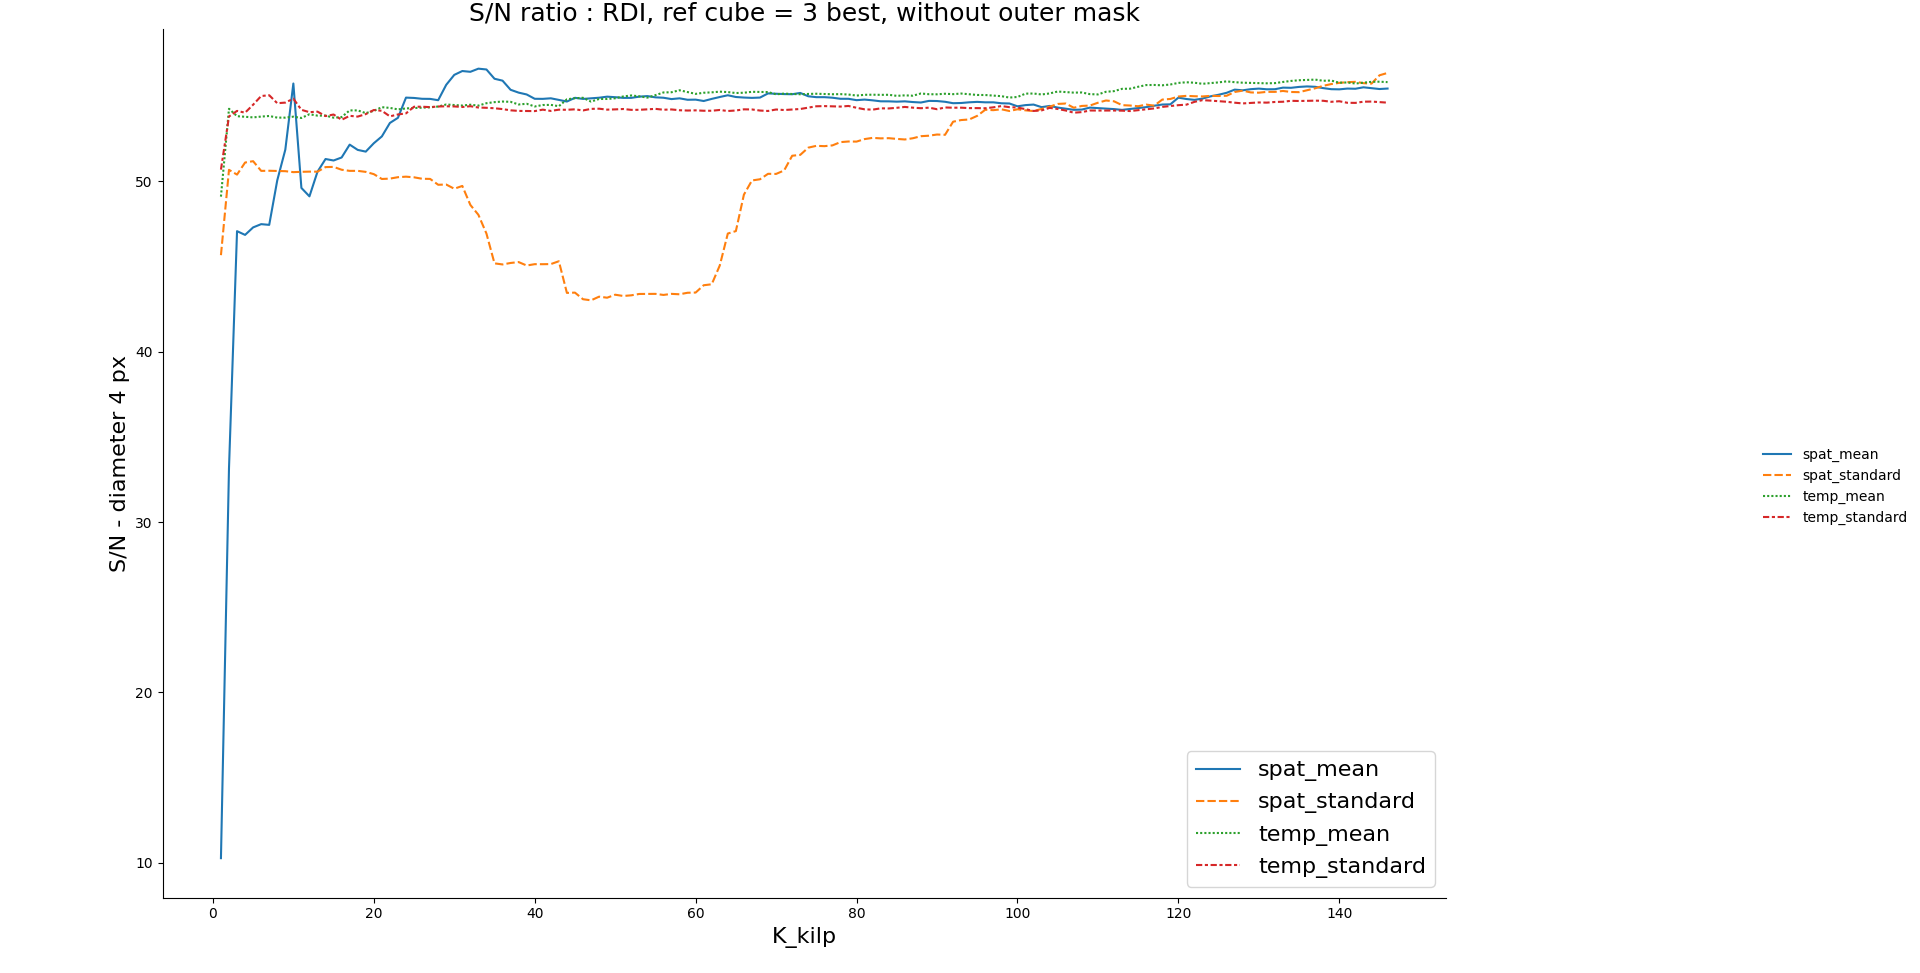 S/N ratio : RDI, ref cube = 3 best, without outer mask
S/N - diameter 4 px
50
40
30
20
10
0 20 40 60 80 100 120 140
K_kilp
spat_mean
spat_standard
temp_mean
temp_standard
spat_mean
spat_standard
temp_mean
temp_standard